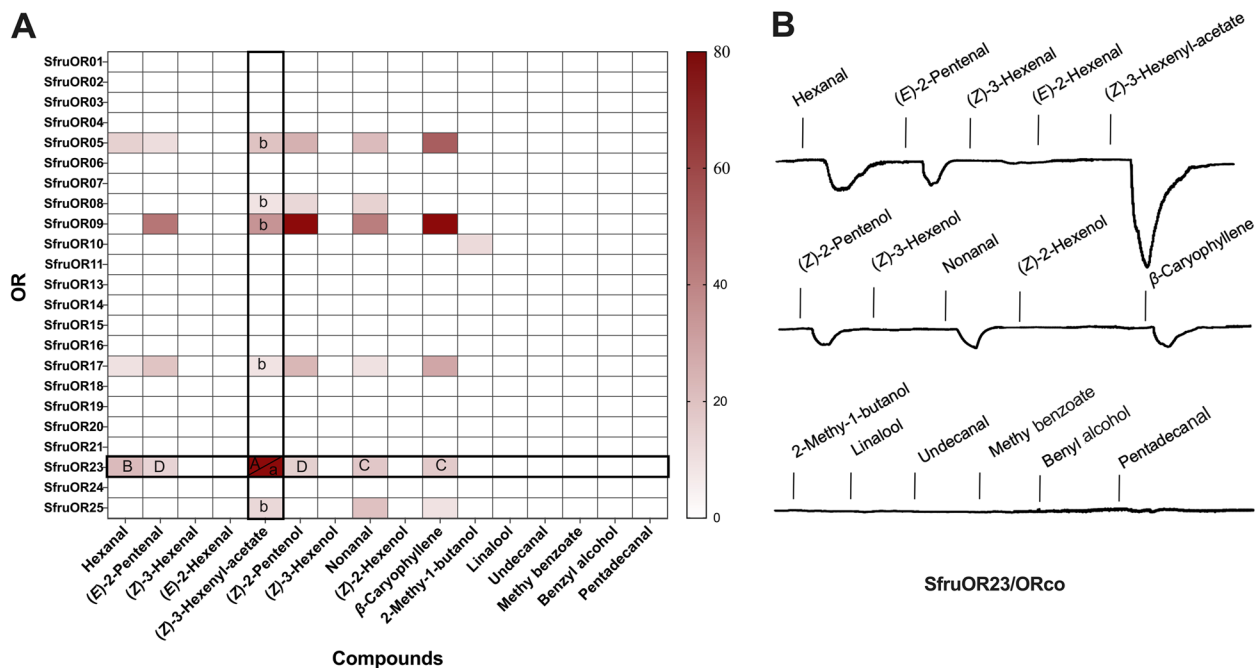 A
SfruOR01
SfruOR02
SfruOR03
SfruOR04
SfruOR05 b
SfruOR06
SfruOR07
SfruOR08 b
SfruOR09 b
SfruOR10
SfruOR11
SfruOR13
SfruOR14
SfruOR15
SfruOR16
SfruOR17 b
SfruOR18
SfruOR19
SfruOR20
SfruOR21
SfruOR23 B D A a D C C
SfruOR24
SfruOR25 b
OR
80
60
40
20
0
Hexanal
(E)-2-Pentenal
(Z)-3-Hexenal
(E)-2-Hexenal
(Z)-3-Hexenyl-acetate
(Z)-2-Pentenol
(Z)-3-Hexenol
Nonanal
(Z)-2-Hexenol
β-Caryophyllene
2-Methy-1-butanol
Linalool
Undecanal
Methy benzoate
Benzyl alcohol
Pentadecanal
Compounds
B
Hexanal
(E)-2-Pentenal
(Z)-3-Hexenal
(E)-2-Hexenal
(Z)-3-Hexenyl-acetate
(Z)-2-Pentenol
(Z)-3-Hexenol
Nonanal
(Z)-2-Hexenol
β-Caryophyllene
2-Methy-1-butanol
Linalool
Undecanal
Methy benzoate
Benyl alcohol
Pentadecanal
SfruOR23/ORco